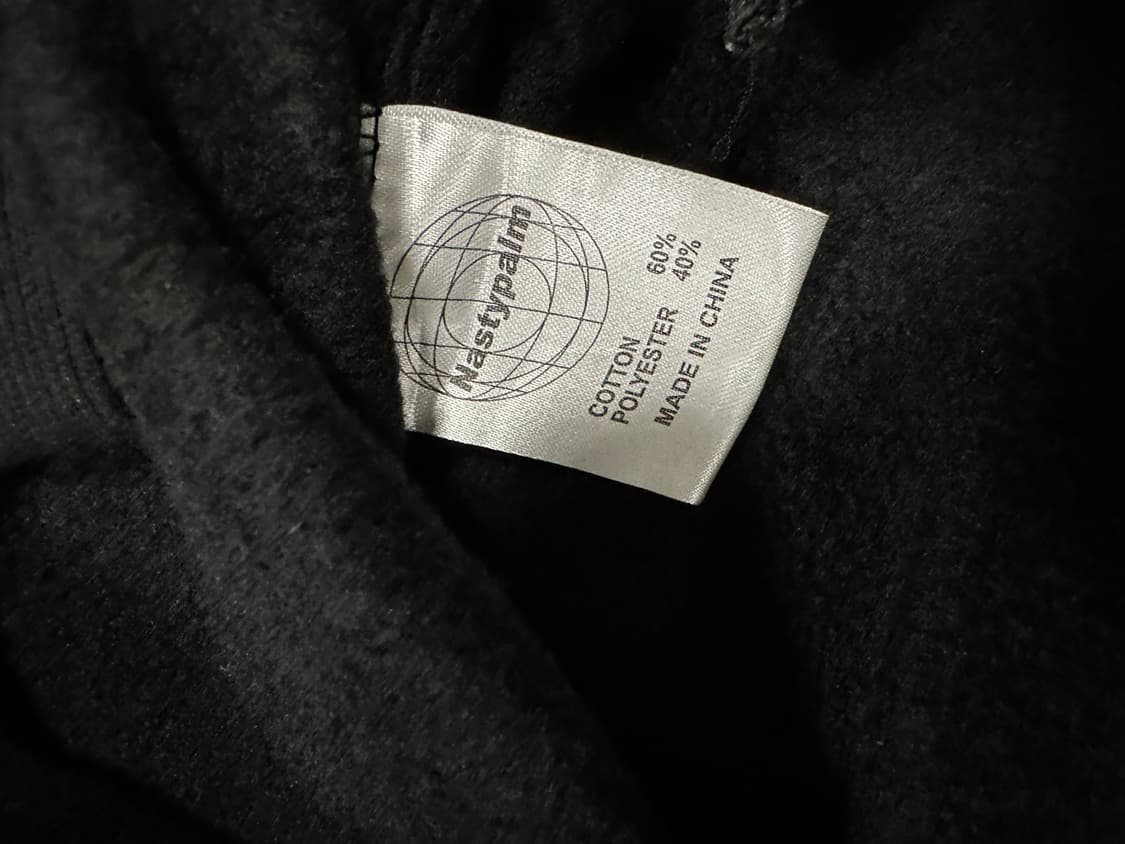 Nastypalm
COTTON 60%
POLYESTER 40%
MADE IN CHINA